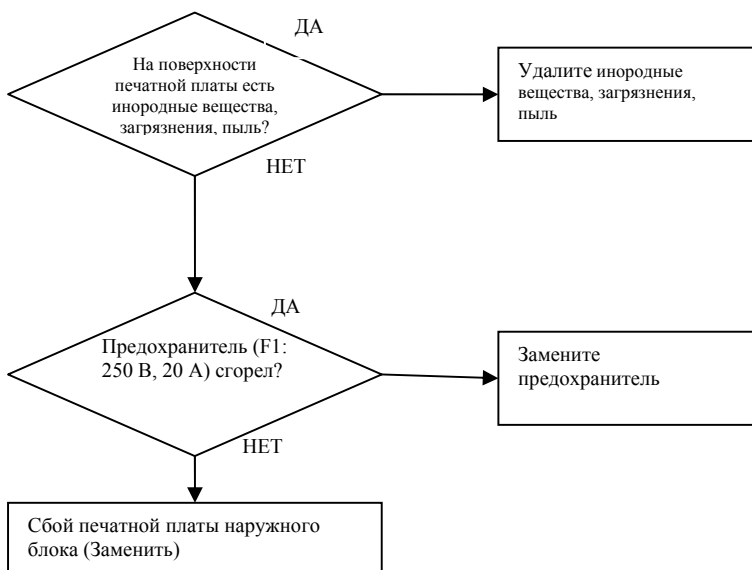 ДА
На поверхности
печатной платы есть
инородные вещества,
загрязнения, пыль?
Удалите инородные
вещества, загрязнения,
пыль
НЕТ
ДА
Предохранитель (F1:
250 В, 20 А) сгорел?
Замените
предохранитель
НЕТ
Сбой печатной платы наружного
блока (Заменить)